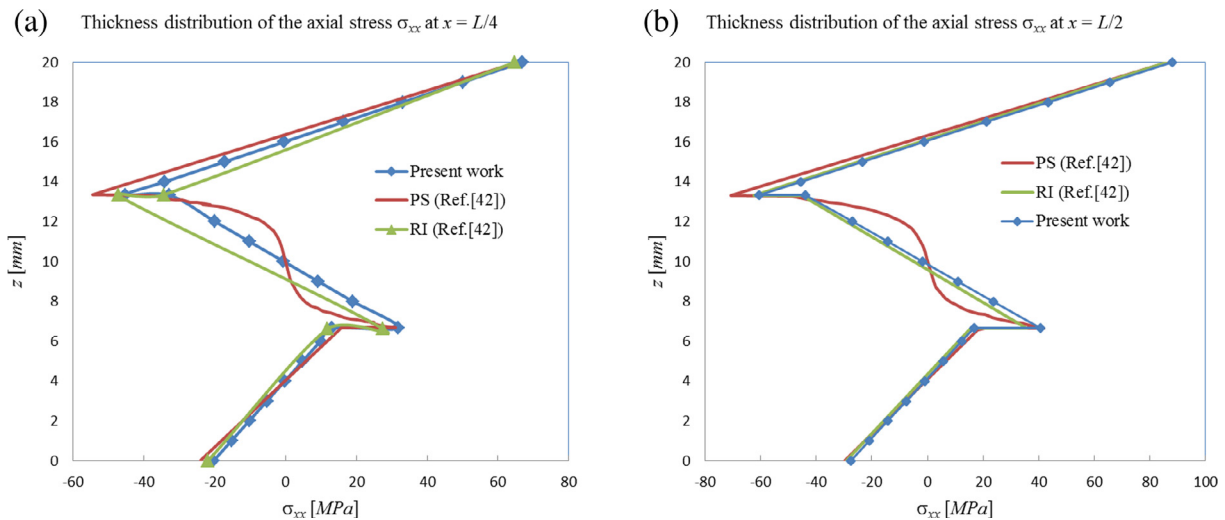 (a) Thickness distribution of the axial stress σxx at x = L/4
20
18
16
14
12
10
8
6
4
2
0
z [mm]
Present work
PS (Ref.[42])
RI (Ref.[42])
-60 -40 -20 0 20 40 60 80
σxx [MPa]
(b) Thickness distribution of the axial stress σxx at x = L/2
20
18
16
14
12
10
8
6
4
2
0
z [mm]
PS (Ref.[42])
RI (Ref.[42])
Present work
-80 -60 -40 -20 0 20 40 60 80 100
σxx [MPa]